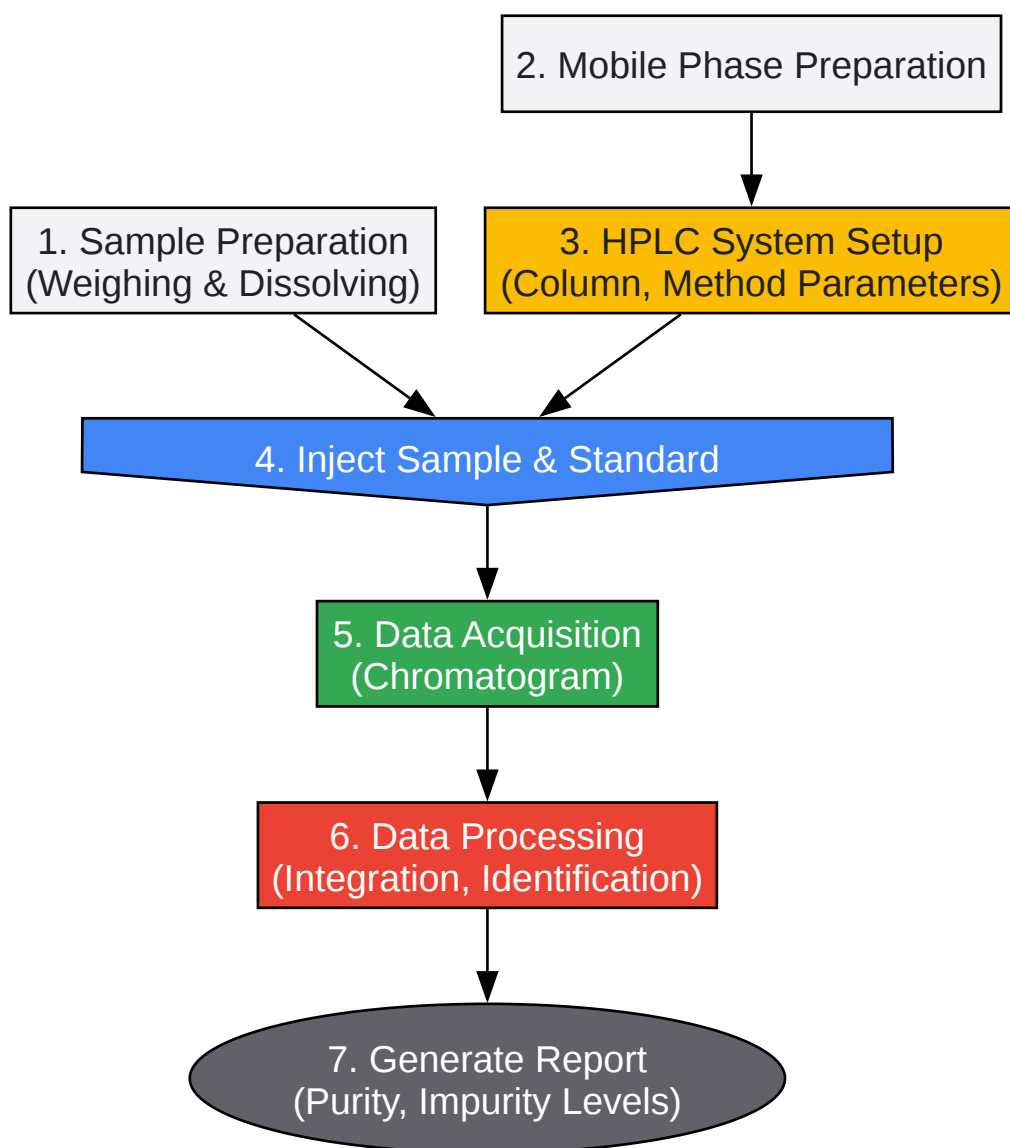 2. Mobile Phase Preparation
1. Sample Preparation
(Weighing & Dissolving)
3. HPLC System Setup
(Column, Method Parameters)
4. Inject Sample & Standard
5. Data Acquisition
(Chromatogram)
6. Data Processing
(Integration, Identification)
7. Generate Report
(Purity, Impurity Levels)